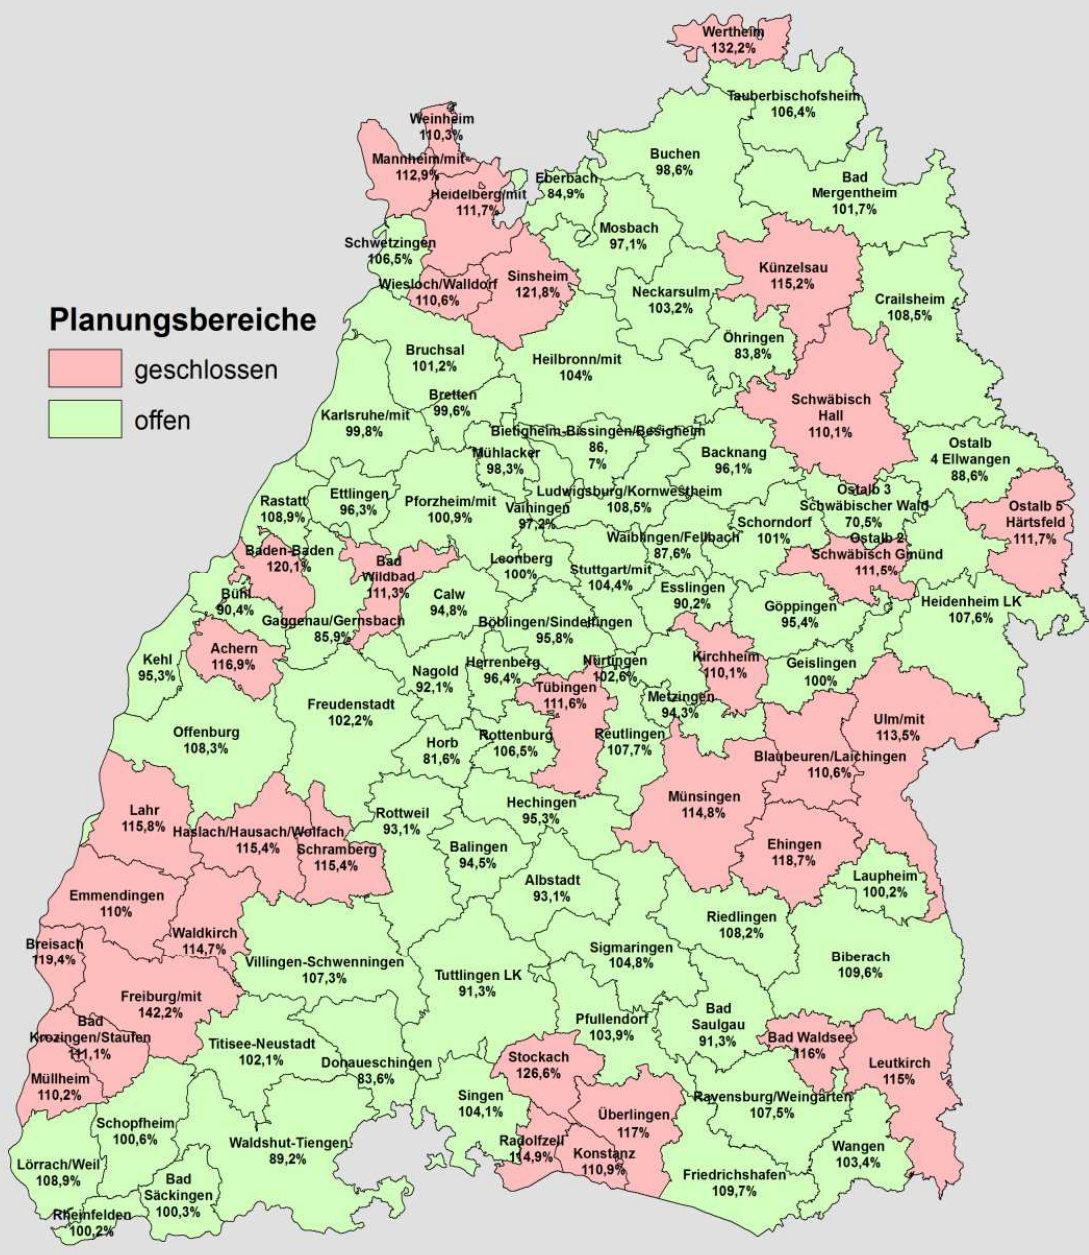 Wertheim
132,2%
Tauberbischofsheim
106,4%
Weinheim
110,3%
Mannheim/mit
112,9%
Heidelberg/mit
111,7%
Eberbach
84,9%
Buchen
98,6%
Bad
Mergentheim
101,7%
Mosbach
97,1%
Schwetzingen
106,5%
Wiesloch/Walldorf
110,6%
Sinsheim
121,8%
Neckarsulm
103,2%
Künzelsau
115,2%
Crailsheim
108,5%
Planungsbereiche
geschlossen
offen
Bruchsal
101,2%
Heilbronn/mit
104%
Öhringen
83,8%
Bretten
99,6%
Karlsruhe/mit
99,8%
Schwäbisch
Hall
110,1%
Bietigheim-Bissingen/Besigheim
86,
7%
Mühlacker
98,3%
Backnang
96,1%
Ostalb
4 Ellwangen
88,6%
Rastatt
108,9%
Ettlingen
96,3%
Pforzheim/mit
100,9%
Vaihingen
97,2%
Ludwigsburg/Kornwestheim
108,5%
Schorndorf
101%
Ostalb 3
Schwäbischer Wald
70,5%
Ostalb 5
Härtsfeld
111,7%
Waiblingen/Fellbach
87,6%
Ostalb 2
Schwäbisch Gmünd
111,5%
Baden-Baden
120,1%
Bad
Wildbad
111,3%
Leonberg
100%
Stuttgart/mit
104,4%
Bühl
90,4%
Gaggenau/Gernsbach
85,9%
Calw
94,8%
Böblingen/Sindelfingen
95,8%
Esslingen
90,2%
Göppingen
95,4%
Heidenheim LK
107,6%
Kehl
95,3%
Achern
116,9%
Nagold
92,1%
Herrenberg
96,4%
Nürtingen
102,6%
Kirchheim
110,1%
Geislingen
100%
Tübingen
111,6%
Metzingen
94,3%
Freudenstadt
102,2%
Offenburg
108,3%
Horb
81,6%
Rottenburg
106,5%
Reutlingen
107,7%
Ulm/mit
113,5%
Blaubeuren/Laichingen
110,6%
Münsingen
114,8%
Lahr
115,8%
Haslach/Hausach/Wolfach
115,4%
Schramberg
115,4%
Rottweil
93,1%
Hechingen
95,3%
Balingen
94,5%
Ehingen
118,7%
Albstadt
93,1%
Laupheim
100,2%
Emmendingen
110%
Waldkirch
114,7%
Riedlingen
108,2%
Breisach
119,4%
Villingen-Schwenningen
107,3%
Tuttlingen LK
91,3%
Sigmaringen
104,8%
Biberach
109,6%
Freiburg/mit
142,2%
Bad
Krozingen/Staufen
111,1%
Titisee-Neustadt
102,1%
Donaueschingen
83,6%
Pfullendorf
103,9%
Bad
Saulgau
91,3%
Bad Waldsee
116%
Leutkirch
115%
Stockach
126,6%
Müllheim
110,2%
Singen
104,1%
Überlingen
117%
Ravensburg/Weingarten
107,5%
Schopfheim
100,6%
Waldshut-Tiengen
89,2%
Radolfzell
114,9%
Konstanz
110,9%
Wangen
103,4%
Lörrach/Weil
108,9%
Bad
Säckingen
100,3%
Friedrichshafen
109,7%
Rheinfelden
100,2%